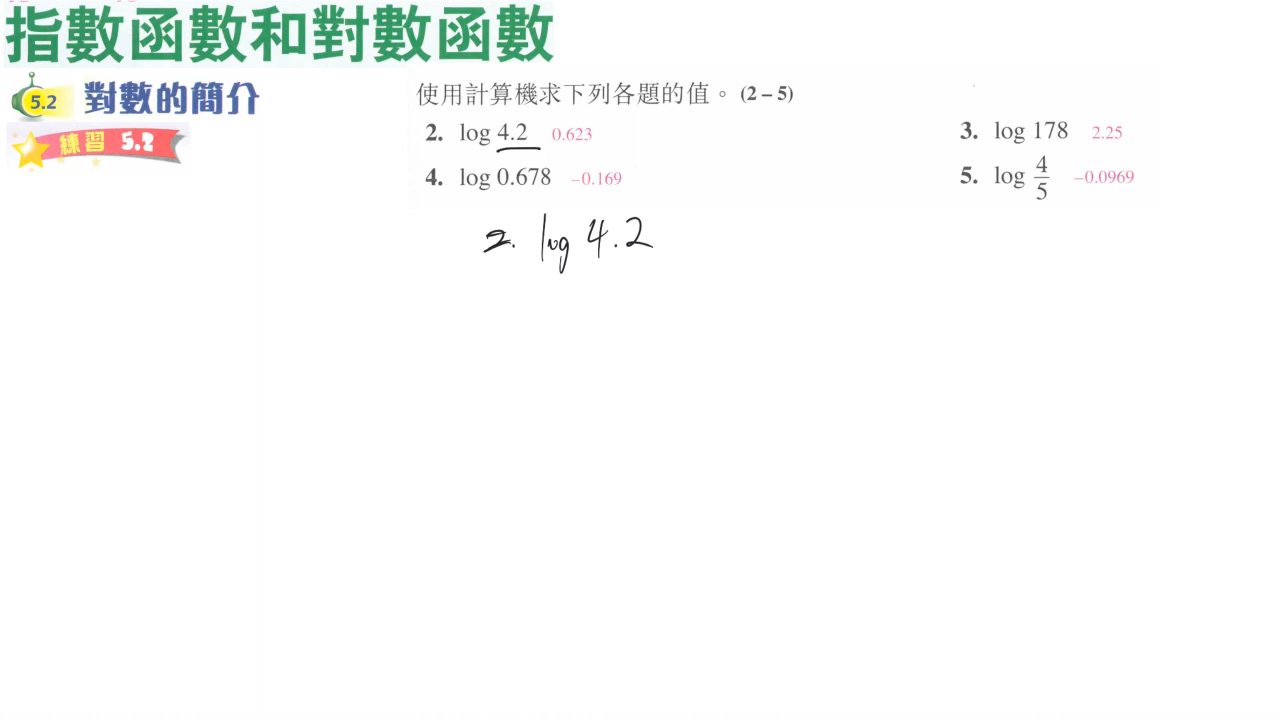 指數函數和對數函數
5.2 對數的簡介
練習 5.2
使用計算機求下列各題的值。(2 – 5)
2. log 4.2 0.623
3. log 178 2.25
4. log 0.678 –0.169
5. log 4/5 –0.0969
2. log 4.2